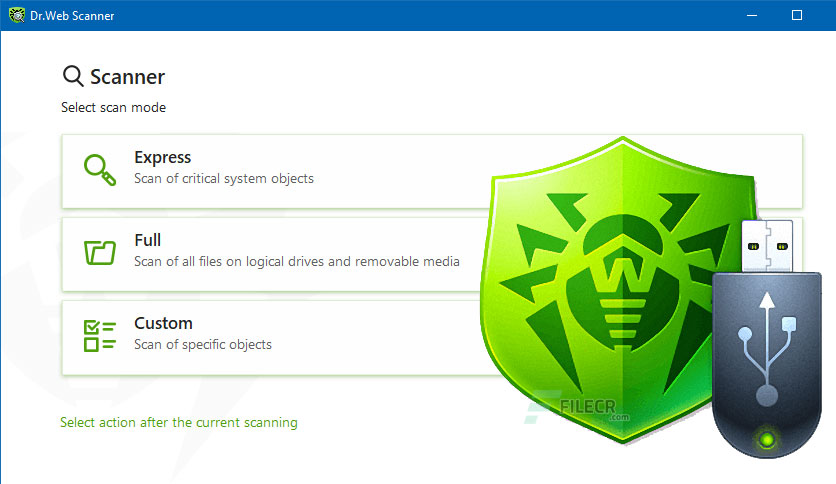 Dr.Web Scanner
Scanner
Select scan mode
Express
Scan of critical system objects
Full
Scan of all files on logical drives and removable media
Custom
Scan of specific objects
FILECR
.com
Select action after the current scanning